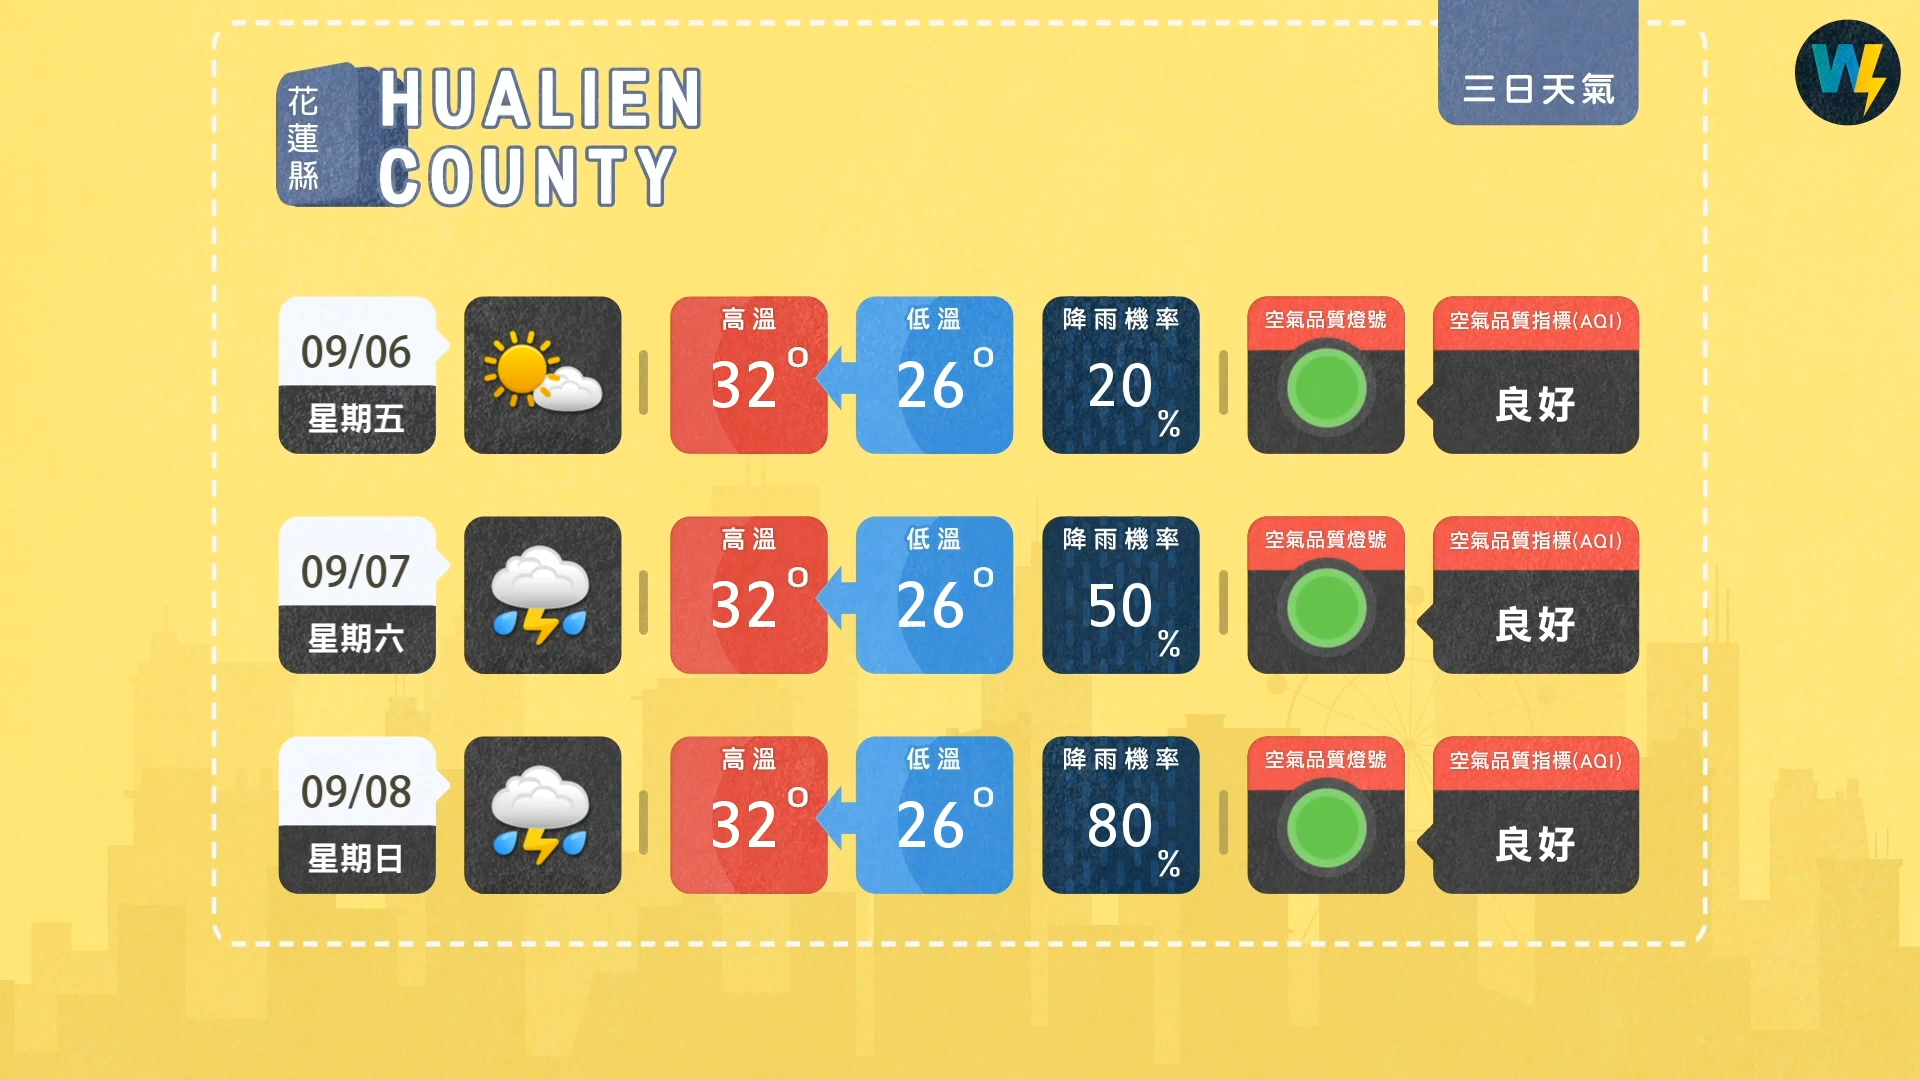 花蓮縣
HUALIEN
COUNTY
三日天氣
W
09/06
星期五
高溫
32°
低溫
26°
降雨機率
20%
空氣品質燈號
空氣品質指標(AQI)
良好
09/07
星期六
高溫
32°
低溫
26°
降雨機率
50%
空氣品質燈號
空氣品質指標(AQI)
良好
09/08
星期日
高溫
32°
低溫
26°
降雨機率
80%
空氣品質燈號
空氣品質指標(AQI)
良好